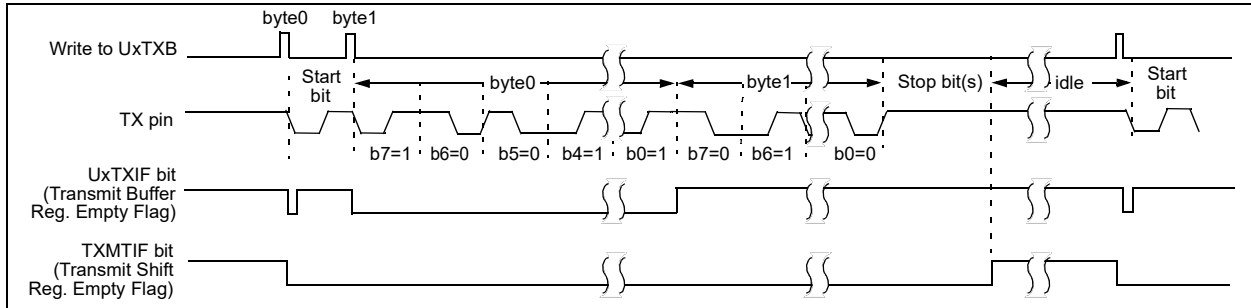 byte0 byte1
Write to UxTXB
Start bit
byte0 byte1 Stop bit(s) idle
Start bit
TX pin
b7=1 b6=0 b5=0 b4=1 b0=1 b7=0 b6=1 b0=0
UxTXIF bit
(Transmit Buffer
Reg. Empty Flag)
TXMTIF bit
(Transmit Shift
Reg. Empty Flag)